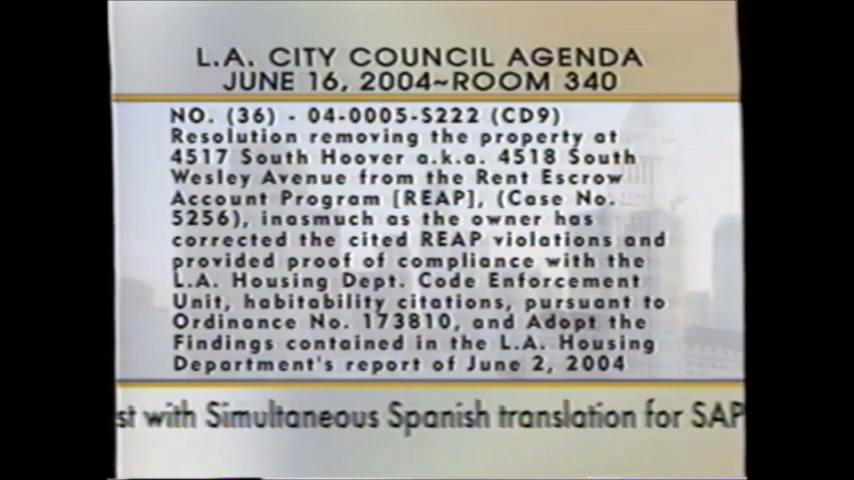 L.A. CITY COUNCIL AGENDA
JUNE 16, 2004~ROOM 340
NO. (36) - 04-0005-S222 (CD9)
Resolution removing the property at
4517 South Hoover a.k.a. 4518 South
Wesley Avenue from the Rent Escrow
Account Program [REAP], (Case No.
5256), inasmuch as the owner has
corrected the cited REAP violations and
provided proof of compliance with the
L.A. Housing Dept. Code Enforcement
Unit, habitability citations, pursuant to
Ordinance No. 173810, and Adopt the
Findings contained in the L.A. Housing
Department's report of June 2, 2004
st with Simultaneous Spanish translation for SAP